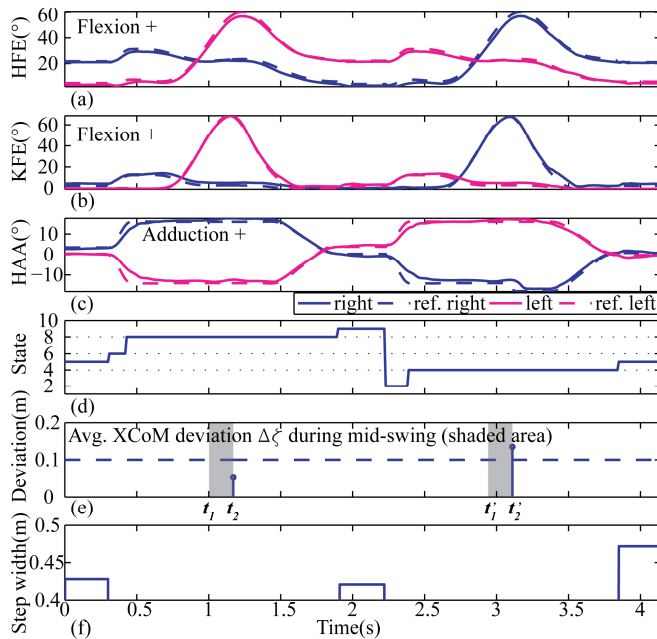 HFE(°)
60
40
20
Flexion +
(a)
KFE(°)
60
40
20
0
Flexion |
(b)
HAA(°)
10
−10
Adduction +
(c)
right ref. right left ref. left
State
10
8
6
4
2
(d)
Deviation(m)
0.2
0.1
0
Avg. XCoM deviation Δζ during mid-swing (shaded area)
(e)
t1 t2 t1' t2'
Step width(m)
0.5
0.45
0.4
0 0.5 1 1.5 2 2.5 3 3.5 4
(f)
Time(s)